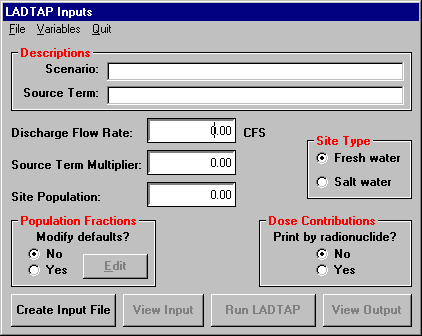 LADTAP Inputs
File Variables Quit
Descriptions
Scenario:
Source Term:
Discharge Flow Rate: 0.00 CFS
Source Term Multiplier: 0.00
Site Population: 0.00
Site Type
Fresh water
Salt water
Population Fractions
Modify defaults?
No
Yes
Edit
Dose Contributions
Print by radionuclide?
No
Yes
Create Input File View Input Run LADTAP View Output